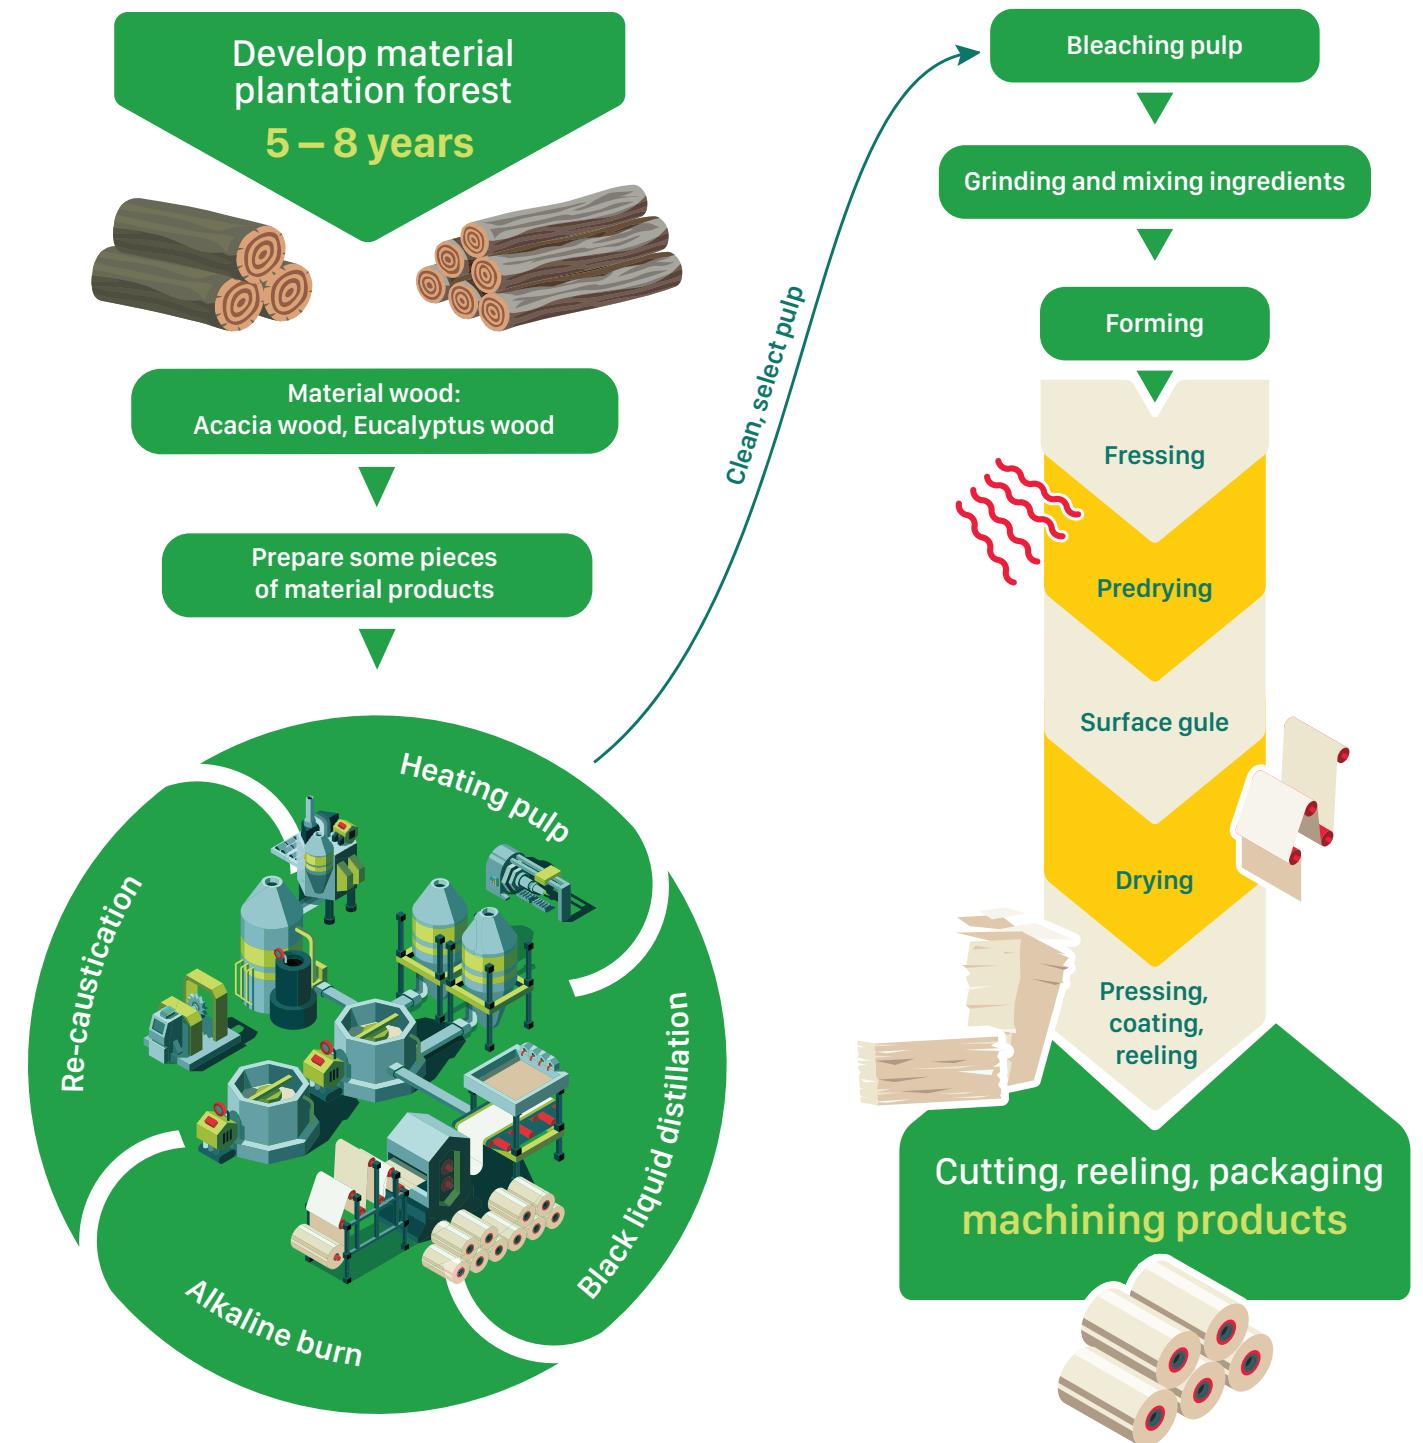 Develop material
plantation forest
5 – 8 years
Material wood:
Acacia wood, Eucalyptus wood
Prepare some pieces
of material products
Heating pulp
Black liquid distillation
Alkaline burn
Re-caustication
Clean, select pulp
Bleaching pulp
Grinding and mixing ingredients
Forming
Fressing
Predrying
Surface gule
Drying
Pressing,
coating,
reeling
Cutting, reeling, packaging
machining products